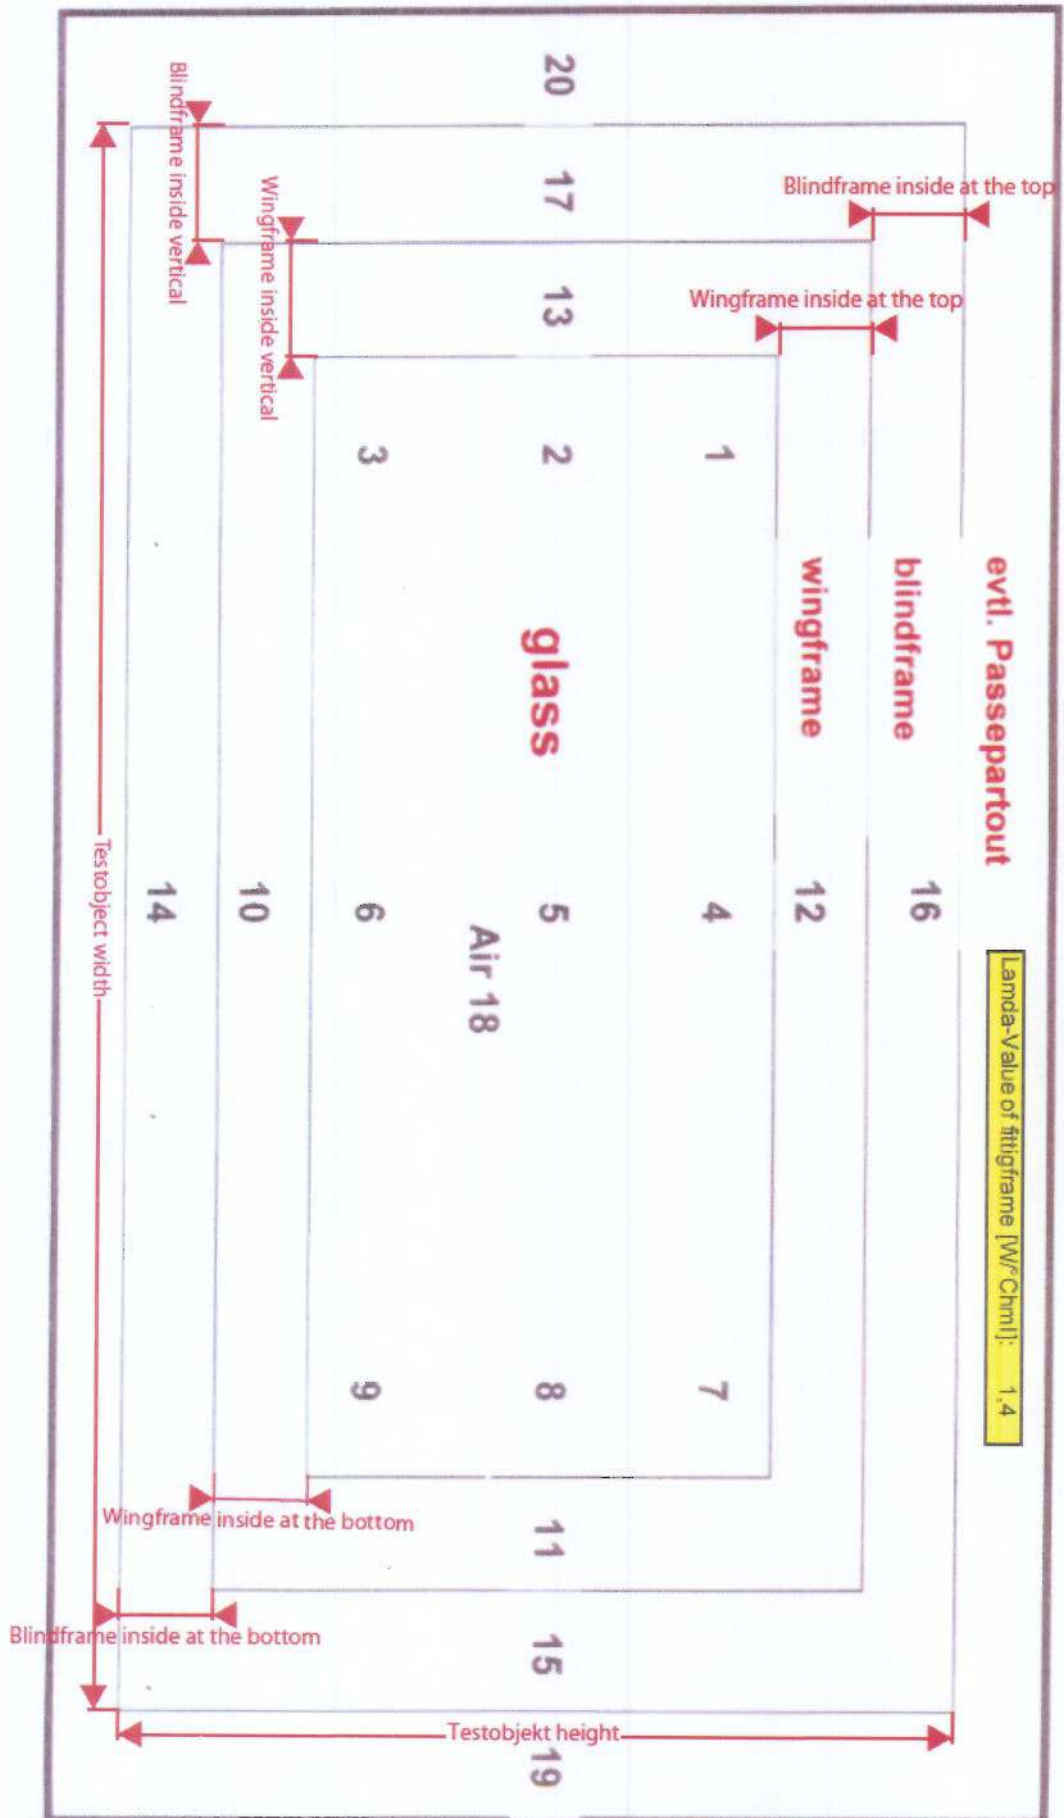 evtl. Passepartout
Lamda-Value of fittigframe [W/°Chml]: 1,4
blindframe
16
Blindframe inside at the top
wingframe
12
Wingframe inside at the top
1
4
7
20
17
13
2
glass
5
8
11
15
19
Air 18
3
6
9
10
14
Wingframe inside vertical
Blindframe inside vertical
Wingframe inside at the bottom
Blindframe inside at the bottom
Testobject width
Testobjekt height